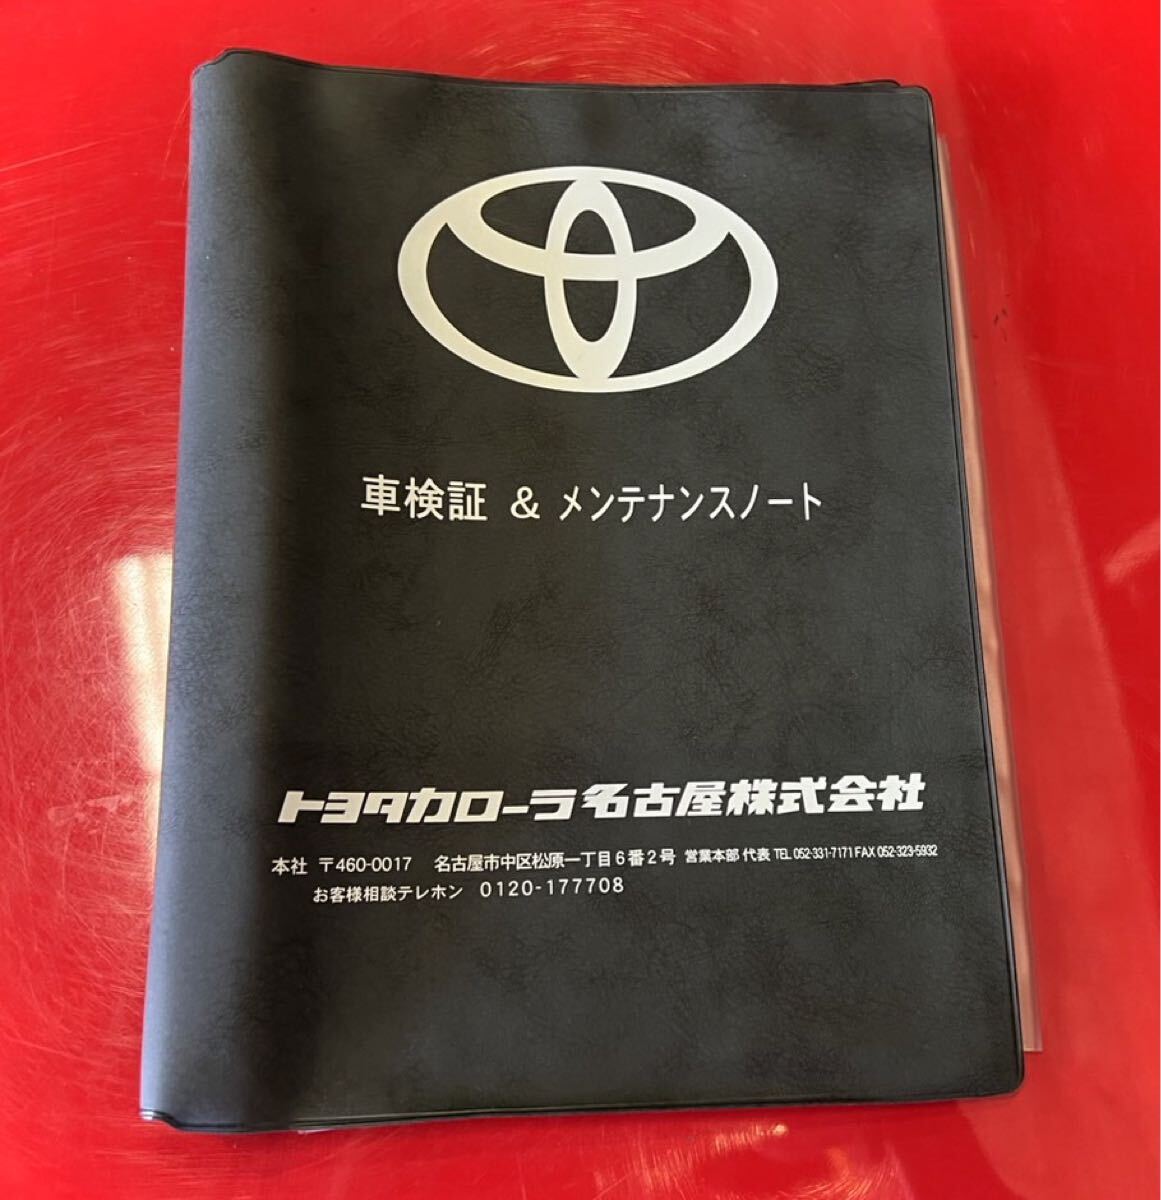 車検証 & メンテナンスノート
トヨタカローラ名古屋株式会社
本社 〒460-0017 名古屋市中区松原一丁目6番2号 営業本部 代表 TEL 052-331-7171 FAX 052-323-5932
お客様相談テレホン 0120-177708